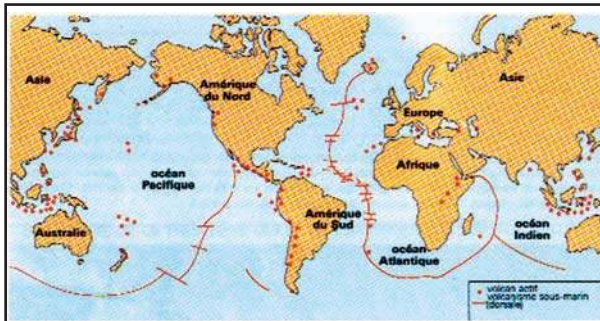 Asie
Amérique
du Nord
Asie
Europe
océan
Pacifique
Afrique
Australie
Amérique
du Sud
océan
Indien
océan-
Atlantique
volcan actif
volcanisme sous-marin
(dorsale)